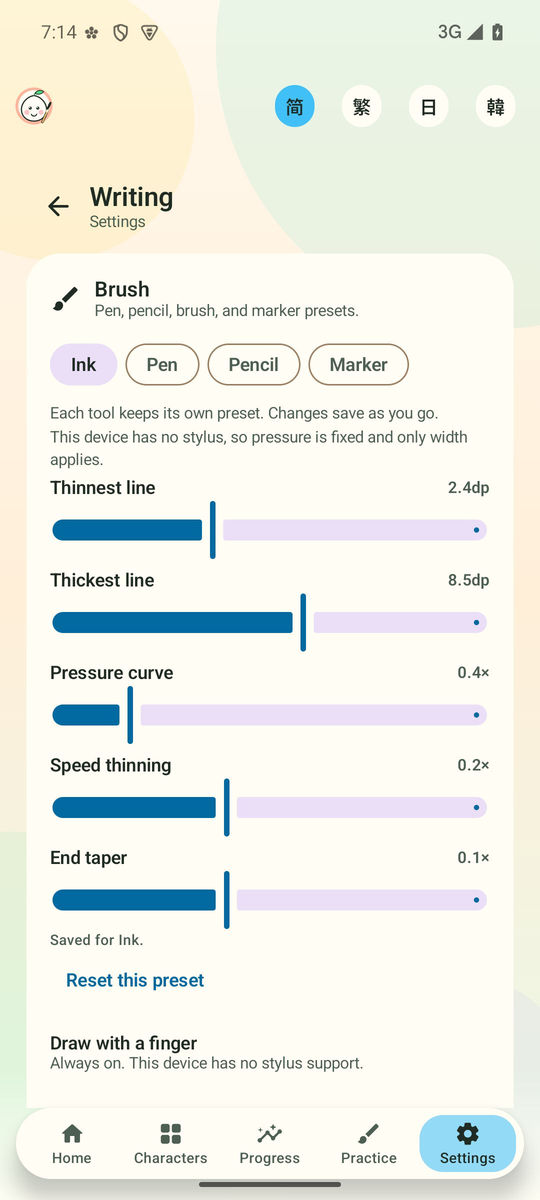 7:14
3G
简
繁
日
韓
Writing
Settings
Brush
Pen, pencil, brush, and marker presets.
Ink
Pen
Pencil
Marker
Each tool keeps its own preset. Changes save as you go.
This device has no stylus, so pressure is fixed and only width
applies.
Thinnest line
2.4dp
Thickest line
8.5dp
Pressure curve
0.4×
Speed thinning
0.2×
End taper
0.1×
Saved for Ink.
Reset this preset
Draw with a finger
Always on. This device has no stylus support.
Home
Characters
Progress
Practice
Settings